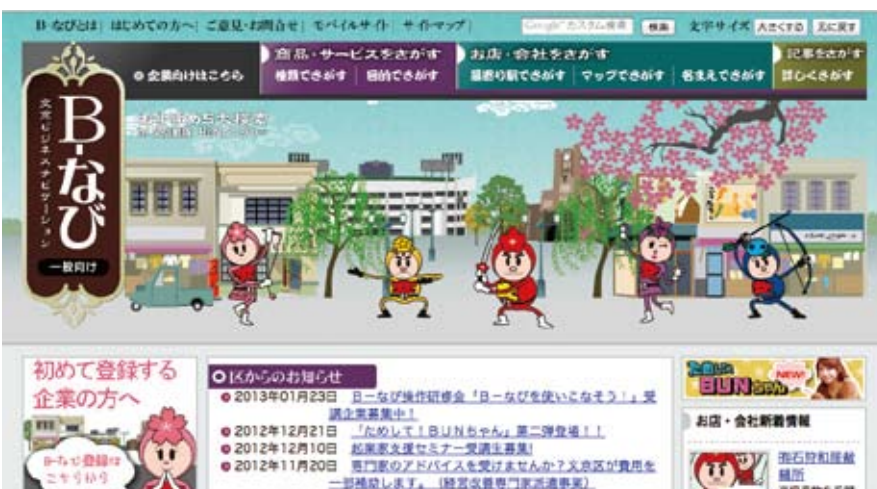 B-なびとは| はじめての方へ| ご意見・お問合せ| モバイルサイト| サイトマップ|
Google カスタム検索 検索 文字サイズ 大きくする 元に戻す
企業向けはこちら
商品・サービスをさがす
種類でさがす 目的でさがす
お店・会社をさがす
最寄り駅でさがす マップでさがす 名まえでさがす
記事をさがす
詳しくさがす
B-なび
文京ビジネスナビゲーション
一般向け
初めて登録する
企業の方へ
B-なび登録は
こちらから
区からのお知らせ
2013年01月23日 B-なび操作研修会「B-なびを使いこなそう!」受
講企業募集中!
2012年12月21日 「ためして!BUNちゃん」第二弾登場!!
2012年12月10日 起業家支援セミナー受講生募集!
2012年11月20日 専門家のアドバイスを受けませんか?文京区が費用を
一部補助します。(経営改善専門家派遣事業)
ためして
BUNちゃん
NEW!
お店・会社新着情報